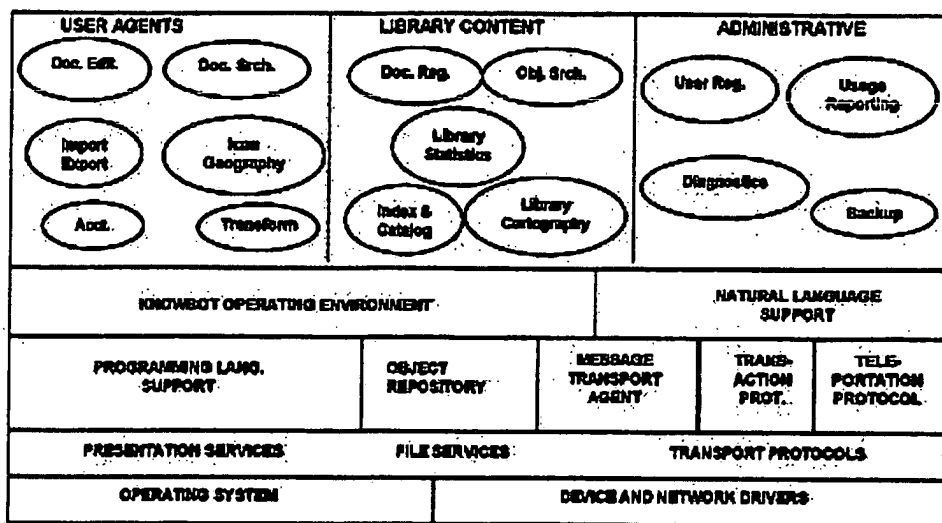 USER AGENTS
Doc. Edit.
Doc. Srch.
Import
Export
Icon
Geography
Acct.
Transform
LIBRARY CONTENT
Doc. Reg.
Obj. Srch.
Library
Statistics
Index &
Catalog
Library
Cartography
ADMINISTRATIVE
User Reg.
Usage
Reporting
Diagnostics
Backup
KNOWBOT OPERATING ENVIRONMENT
NATURAL LANGUAGE
SUPPORT
PROGRAMMING LANG.
SUPPORT
OBJECT
REPOSITORY
MESSAGE
TRANSPORT
AGENT
TRANS-
ACTION
PROT.
TELE-
PORTATION
PROTOCOL
PRESENTATION SERVICES
FILE SERVICES
TRANSPORT PROTOCOLS
OPERATING SYSTEM
DEVICE AND NETWORK DRIVERS